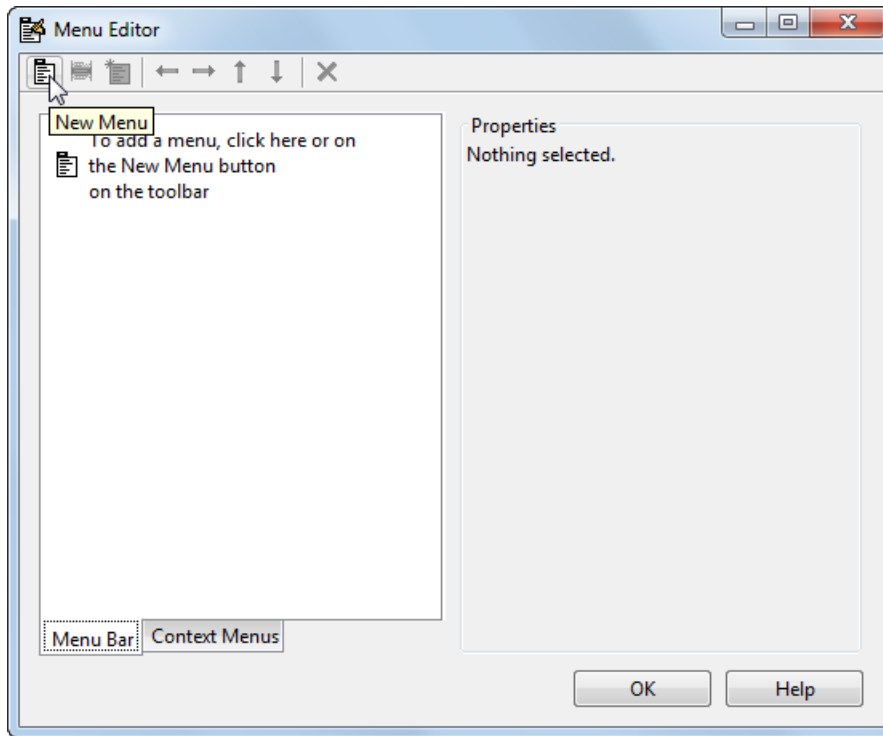 Menu Editor
New Menu
To add a menu, click here or on
the New Menu button
on the toolbar
Properties
Nothing selected.
Menu Bar
Context Menus
OK
Help